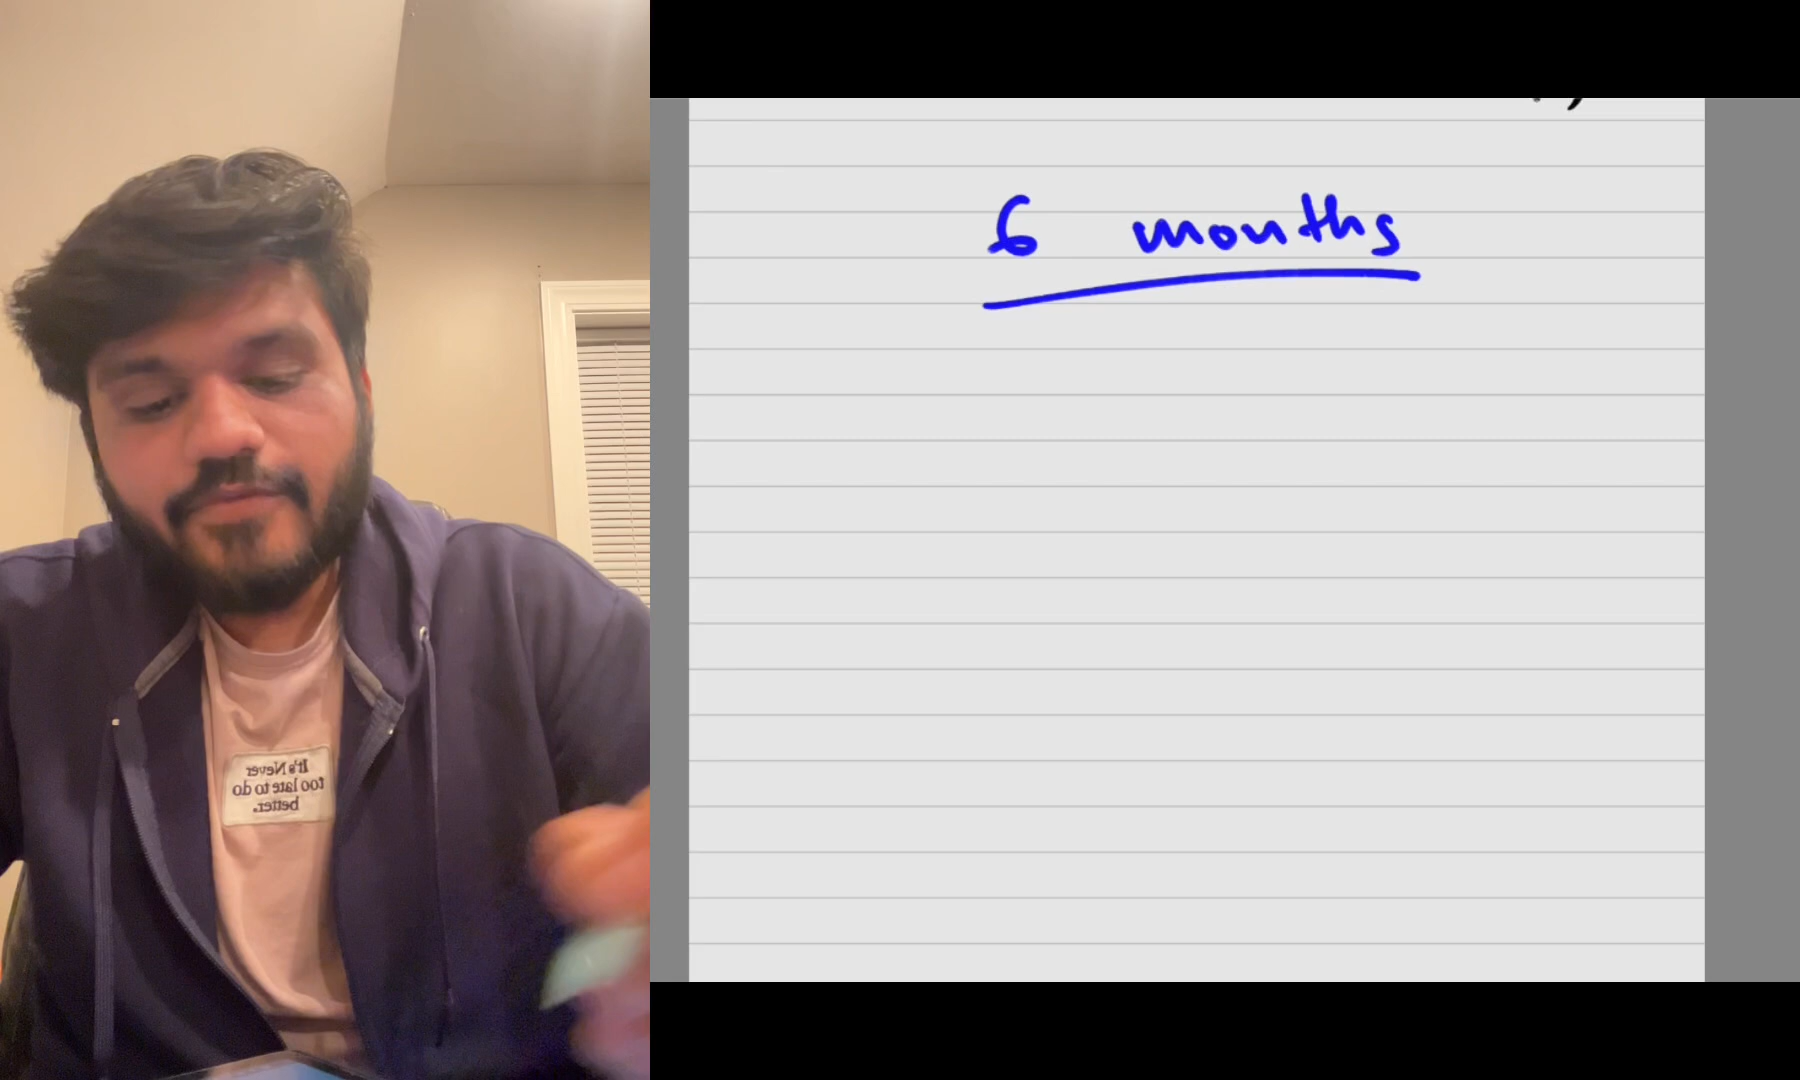 It's Never
too late to do
better.
6 months